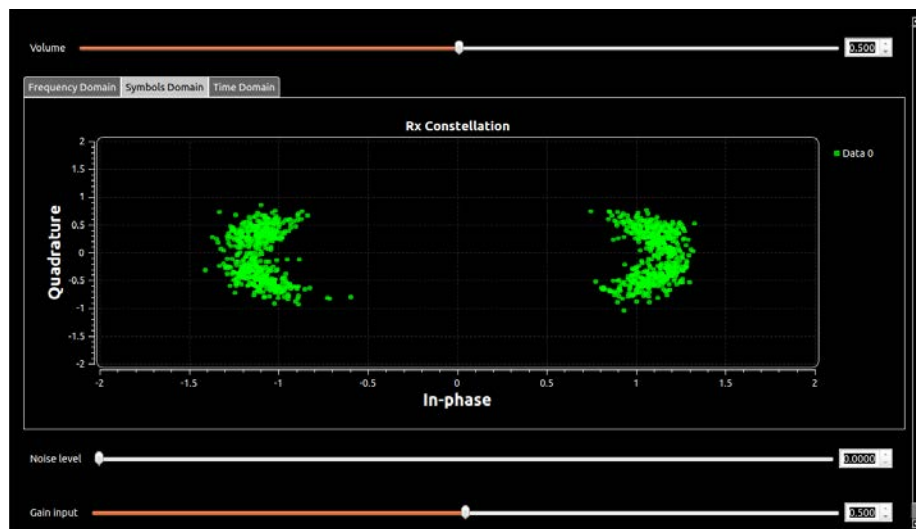 Volume 0.500
Frequency Domain Symbols Domain Time Domain
Rx Constellation
Data 0
Quadrature
2
1.5
1
0.5
0
-0.5
-1
-1.5
-2
-2 -1.5 -1 -0.5 0 0.5 1 1.5 2
In-phase
Noise level 0.0000
Gain input 0.500